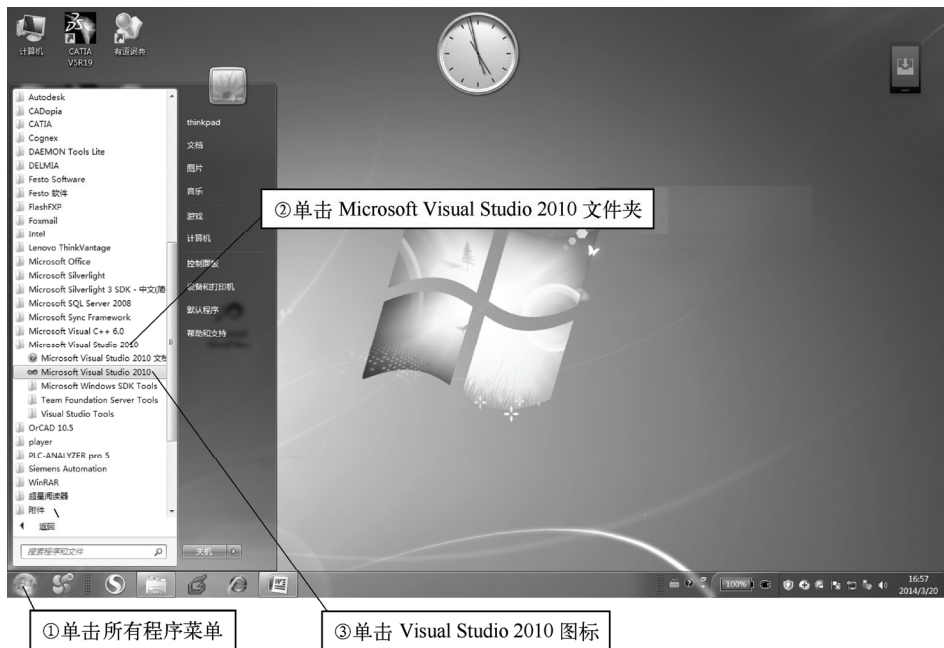 计算机
CATIA
V5R19
有道词典
Autodesk
CADopia
CATIA
Cognex
DAEMON Tools Lite
DELMIA
Festo Software
Festo 软件
FlashFXP
Foxmail
Intel
Lenovo ThinkVantage
Microsoft Office
Microsoft Silverlight
Microsoft Silverlight 3 SDK - 中文(简
Microsoft SQL Server 2008
Microsoft Sync Framework
Microsoft Visual C++ 6.0
Microsoft Visual Studio 2010
Microsoft Visual Studio 2010 文档
Microsoft Visual Studio 2010
Microsoft Windows SDK Tools
Team Foundation Server Tools
Visual Studio Tools
OrCAD 10.5
player
PLC-ANALYZER pro 5
Siemens Automation
WinRAR
超星阅读器
附件
返回
搜索程序和文件
thinkpad
文档
图片
音乐
游戏
计算机
控制面板
设备和打印机
默认程序
帮助和支持
关机
②单击 Microsoft Visual Studio 2010 文件夹
100%
16:57
2014/3/20
①单击所有程序菜单
③单击 Visual Studio 2010 图标